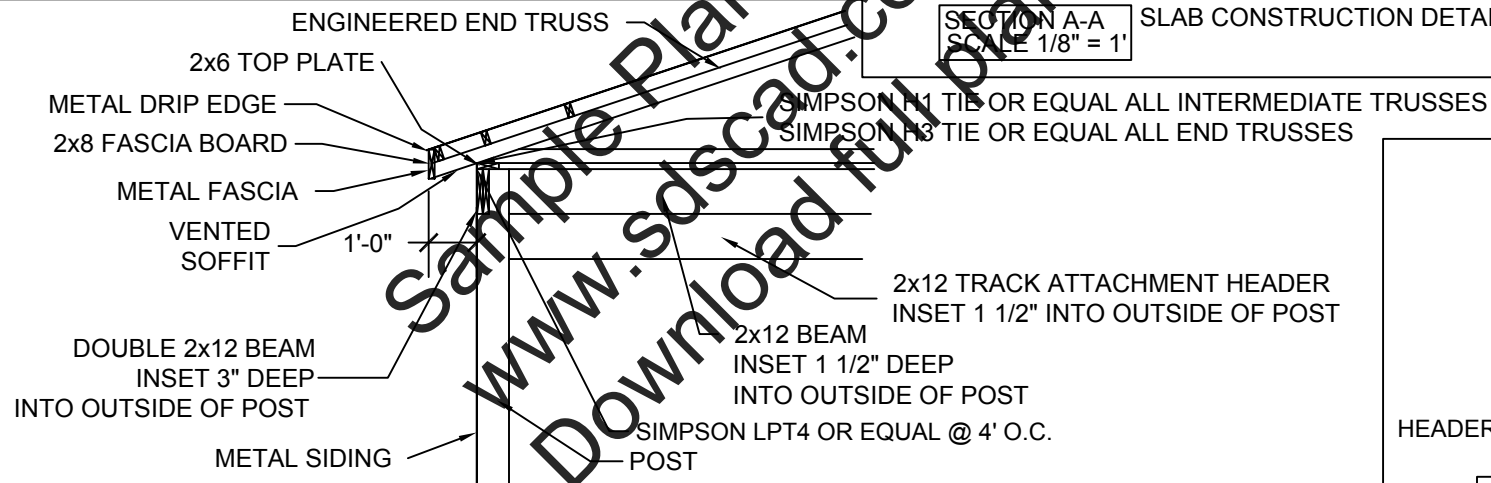 ENGINEERED END TRUSS
SECTION A-A
SCALE 1/8" = 1'
SLAB CONSTRUCTION DETAI
2x6 TOP PLATE
METAL DRIP EDGE
SIMPSON H1 TIE OR EQUAL ALL INTERMEDIATE TRUSSES
SIMPSON H3 TIE OR EQUAL ALL END TRUSSES
2x8 FASCIA BOARD
METAL FASCIA
VENTED
SOFFIT
1'-0"
2x12 TRACK ATTACHMENT HEADER
INSET 1 1/2" INTO OUTSIDE OF POST
DOUBLE 2x12 BEAM
INSET 3" DEEP
INTO OUTSIDE OF POST
2x12 BEAM
INSET 1 1/2" DEEP
INTO OUTSIDE OF POST
SIMPSON LPT4 OR EQUAL @ 4' O.C.
POST
METAL SIDING
HEADER
Sample Plan
www.sdscad.co
Download full pla